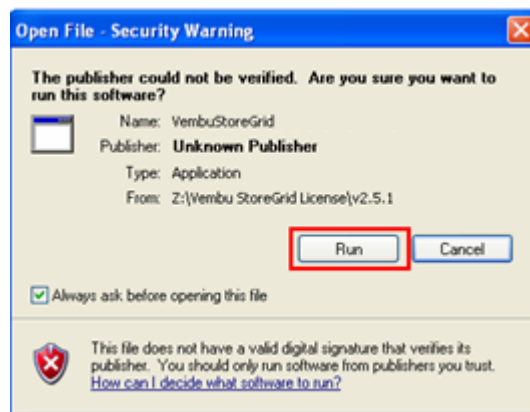 Open File - Security Warning
The publisher could not be verified. Are you sure you want to
run this software?
Name: VembuStoreGrid
Publisher: Unknown Publisher
Type: Application
From: Z:\Vembu StoreGrid License\v2.5.1
Run Cancel
Always ask before opening this file
This file does not have a valid digital signature that verifies its
publisher. You should only run software from publishers you trust.
How can I decide what software to run?